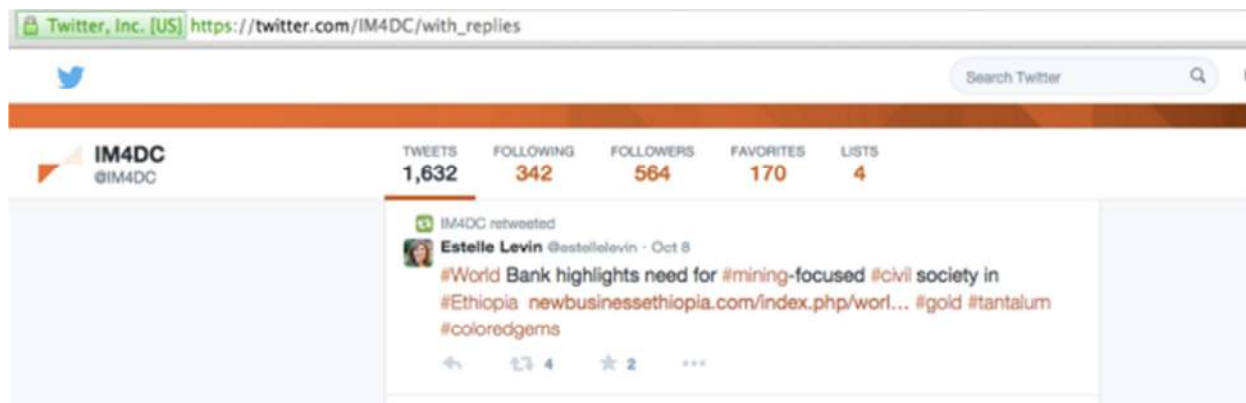 Twitter, Inc. [US] https://twitter.com/IM4DC/with_replies
Search Twitter
IM4DC
@IM4DC
TWEETS FOLLOWING FOLLOWERS FAVORITES LISTS
1,632 342 564 170 4
IM4DC retweeted
Estelle Levin @estellelevin · Oct 8
#World Bank highlights need for #mining-focused #civil society in
#Ethiopia newbusinessethiopia.com/index.php/worl... #gold #tantalum
#coloredgems
4 2